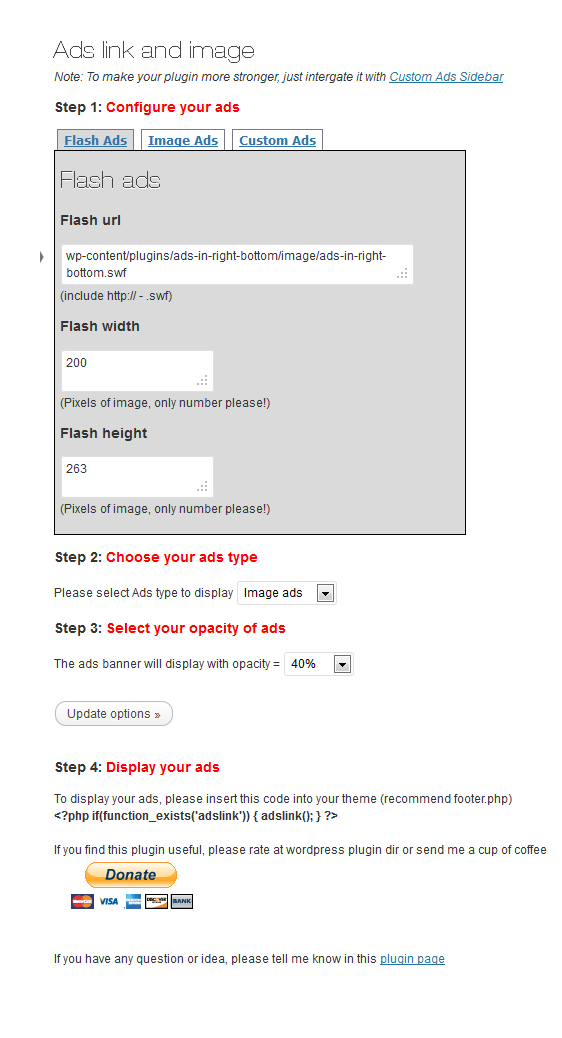 Ads link and image
Note: To make your plugin more stronger, just intergate it with Custom Ads Sidebar
Step 1: Configure your ads
Flash Ads Image Ads Custom Ads
Flash ads
Flash url
wp-content/plugins/ads-in-right-bottom/image/ads-in-right-
bottom.swf
(include http:// - .swf)
Flash width
200
(Pixels of image, only number please!)
Flash height
263
(Pixels of image, only number please!)
Step 2: Choose your ads type
Please select Ads type to display Image ads
Step 3: Select your opacity of ads
The ads banner will display with opacity = 40%
Update options »
Step 4: Display your ads
To display your ads, please insert this code into your theme (recommend footer.php)
<?php if(function_exists('adslink')) { adslink(); } ?>
If you find this plugin useful, please rate at wordpress plugin dir or send me a cup of coffee
Donate
MasterCard VISA DISCOVER BANK
If you have any question or idea, please tell me know in this plugin page